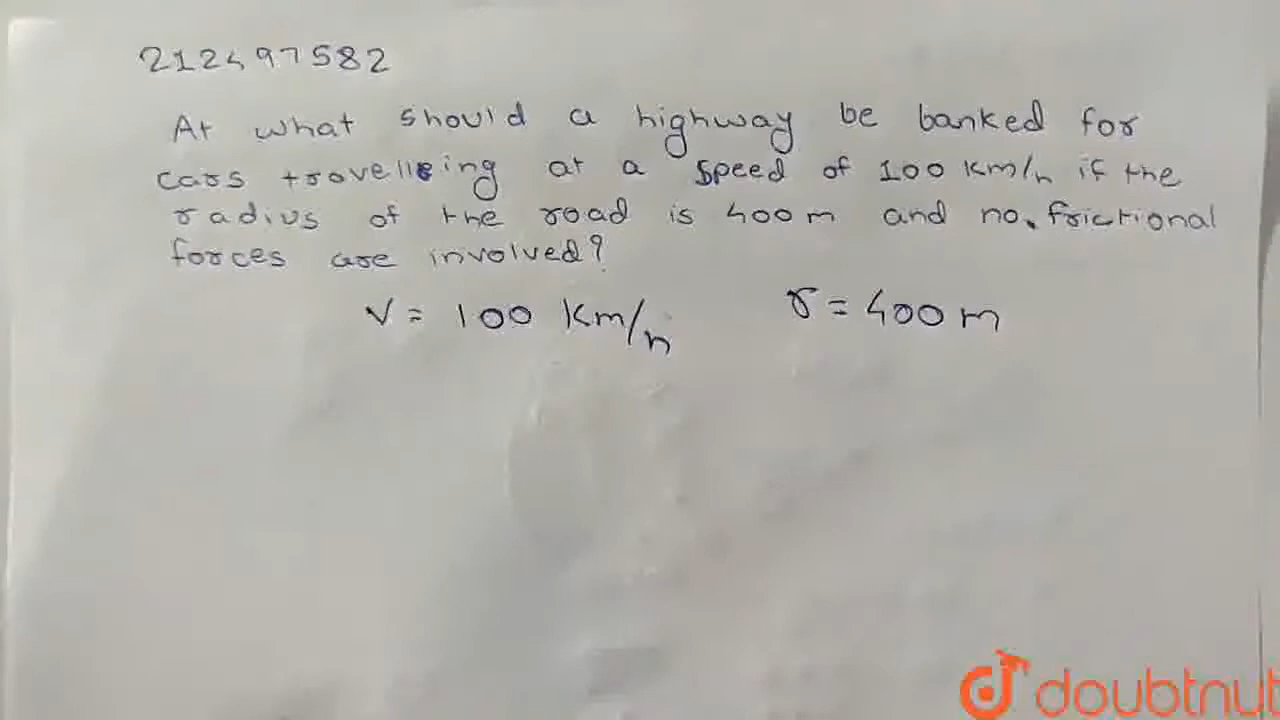 212497582
At what should a highway be banked for
cars travelling at a speed of 100 km/h if the
radius of the road is 400m and no. frictional
forces are involved?
v = 100 km/h r = 400 m
doubtnut